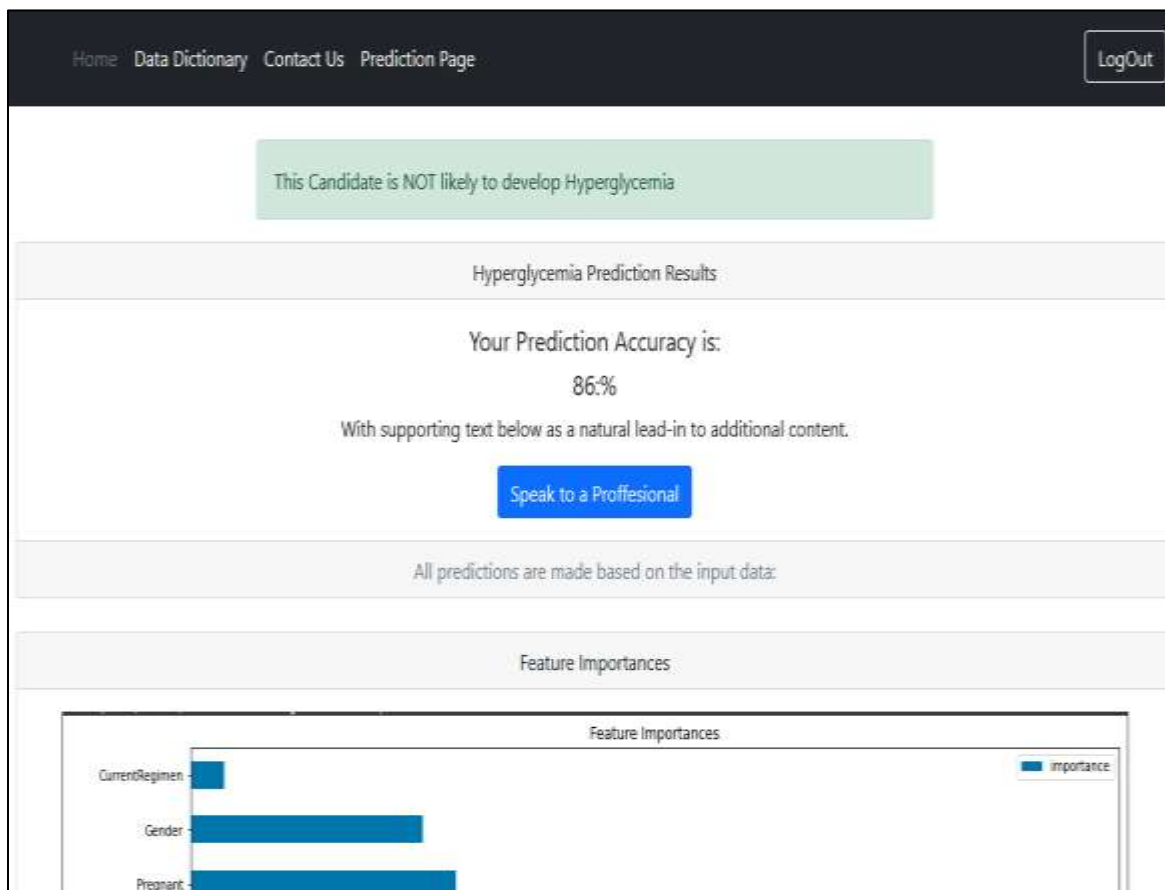 Home Data Dictionary Contact Us Prediction Page LogOut
This Candidate is NOT likely to develop Hyperglycemia
Hyperglycemia Prediction Results
Your Prediction Accuracy is:
86:%
With supporting text below as a natural lead-in to additional content.
Speak to a Proffesional
All predictions are made based on the input data:
Feature Importances
Feature Importances
importance
CurrentRegimen
Gender
Pregnant